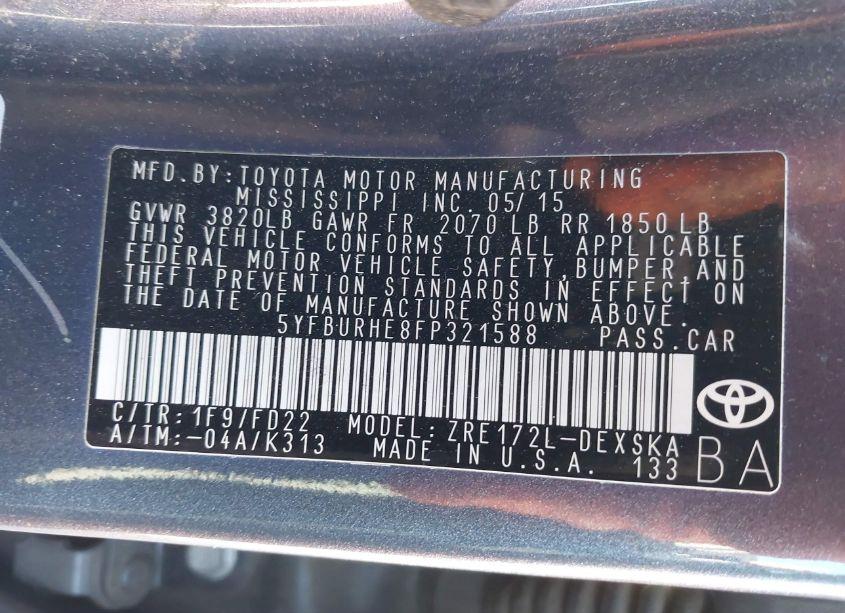 MFD.BY:TOYOTA MOTOR MANUFACTURING
MISSISSIPPI INC. 05/15
GVWR 3820LB GAWR FR 2070 LB RR 1850 LB
THIS VEHICLE CONFORMS TO ALL APPLICABLE
FEDERAL MOTOR VEHICLE SAFETY,BUMPER,AND
THEFT PREVENTION STANDARDS IN EFFECT ON
THE DATE OF MANUFACTURE SHOWN ABOVE.
5YFBURHE8FP321588 PASS.CAR
C/TR:1F9/FD22 MODEL:ZRE172L-DEXSKA
A/TM:-04A/K313 MADE IN U.S.A. 133
BA